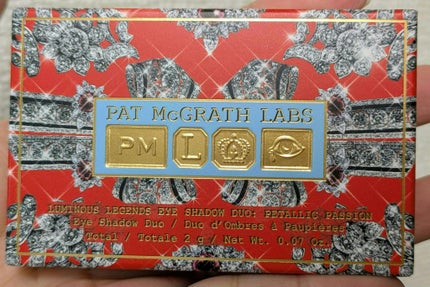 PAT McGRATH LABS
PM L
LUMINOUS LEGENDS EYE SHADOW DUO: PETALLIC PASSION
Eye Shadow Duo / Duo d'Ombres à Paupières
Total / Totale 2 g / Net Wt. 0.07 Oz.